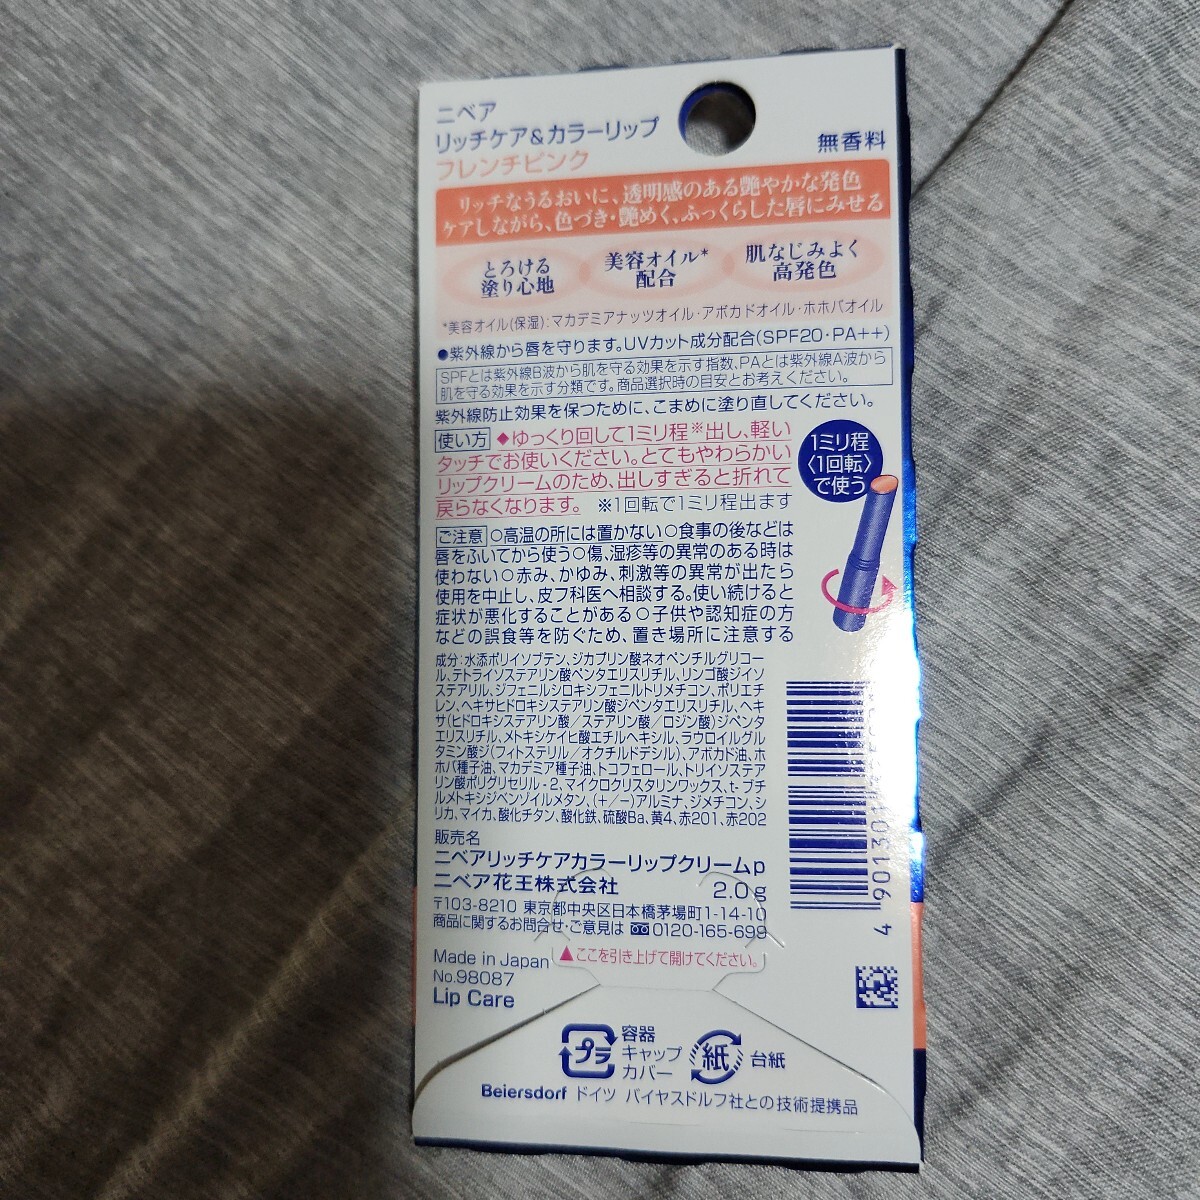 ニベア
リッチケア&カラーリップ
フレンチピンク
無香料
リッチなうるおいに、透明感のある艶やかな発色
ケアしながら、色づき・艶めく、ふっくらした唇にみせる
とろける
塗り心地
美容オイル*
配合
肌なじみよく
高発色
*美容オイル(保湿):マカデミアナッツオイル・アボカドオイル・ホホバオイル
●紫外線から唇を守ります。UVカット成分配合(SPF20・PA++)
SPFとは紫外線B波から肌を守る効果を示す指数、PAとは紫外線A波から
肌を守る効果を示す分類です。商品選択時の目安とお考えください。
紫外線防止効果を保つために、こまめに塗り直してください。
使い方 ◆ゆっくり回して1ミリ程※出し、軽い
タッチでお使いください。とてもやわらかい
リップクリームのため、出しすぎると折れて
戻らなくなります。 ※1回転で1ミリ程出ます
1ミリ程
〈1回転〉
で使う
ご注意 ○高温の所には置かない○食事の後などは
唇をふいてから使う○傷、湿疹等の異常のある時は
使わない○赤み、かゆみ、刺激等の異常が出たら
使用を中止し、皮フ科医へ相談する。使い続けると
症状が悪化することがある○子供や認知症の方
などの誤食等を防ぐため、置き場所に注意する
成分:水添ポリイソブテン、ジカプリン酸ネオペンチルグリコー
ル、テトライソステアリン酸ペンタエリスリチル、リンゴ酸ジイソ
ステアリル、ジフェニルシロキシフェニルトリメチコン、ポリエチ
レン、ヘキサヒドロキシステアリン酸ジペンタエリスリチル、ヘキ
サ(ヒドロキシステアリン酸/ステアリン酸/ロジン酸)ジペンタ
エリスリチル、メトキシケイヒ酸エチルヘキシル、ラウロイルグル
タミン酸ジ(フィトステリル/オクチルドデシル)、アボカド油、ホ
ホバ種子油、マカデミア種子油、トコフェロール、トリイソステア
リン酸ポリグリセリル-2、マイクロクリスタリンワックス、t-ブチ
ルメトキシジベンゾイルメタン、(+/−)アルミナ、ジメチコン、シ
リカ、マイカ、酸化チタン、酸化鉄、硫酸Ba、黄4、赤201、赤202
販売名
ニベアリッチケアカラーリップクリームp
ニベア花王株式会社 2.0g
〒103-8210 東京都中央区日本橋茅場町1-14-10
商品に関するお問合せ・ご意見は 0120-165-699
▲ここを引き上げて開けてください。
Made in Japan
No.98087
Lip Care
4 901301
プラ
容器
キャップ
カバー
紙
台紙
Beiersdorf ドイツ バイヤスドルフ社との技術提携品